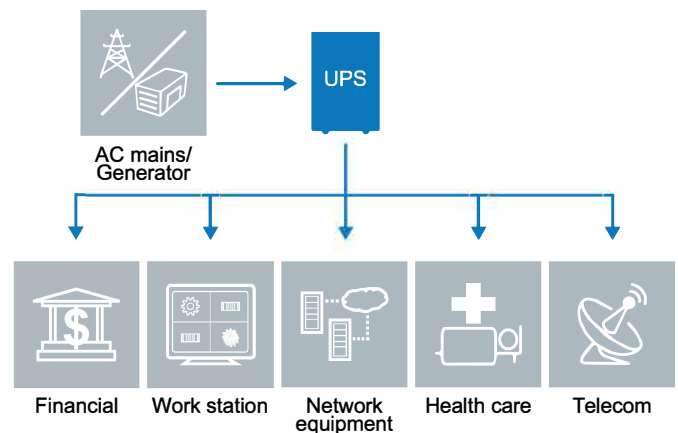 UPS
AC mains/
Generator
$
Financial
Work station
Network
equipment
Health care
Telecom